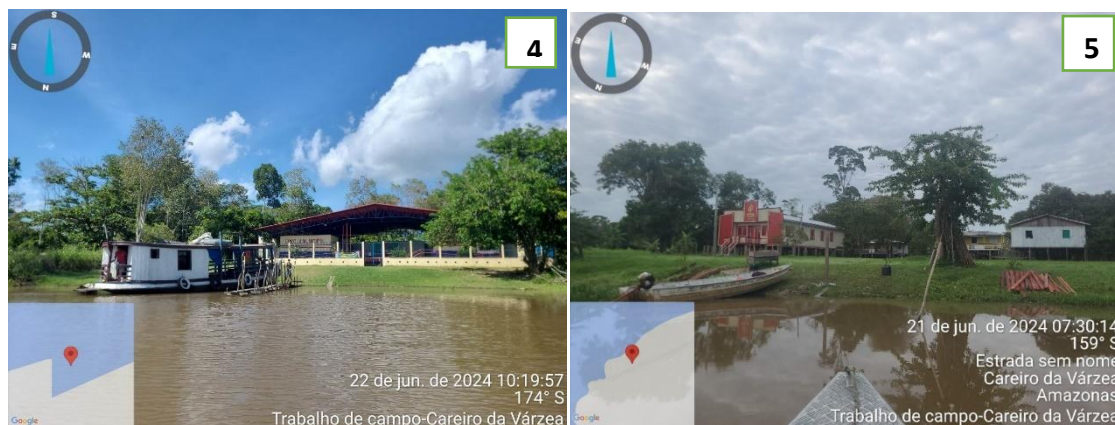 4
S
E
W
N
22 de jun. de 2024 10:19:57
174° S
Trabalho de campo-Careiro da Várzea
Google
5
S
E
W
N
21 de jun. de 2024 07:30:14
159° S
Estrada sem nome
Careiro da Várzea
Amazonas
Trabalho de campo-Careiro da Várzea
Google